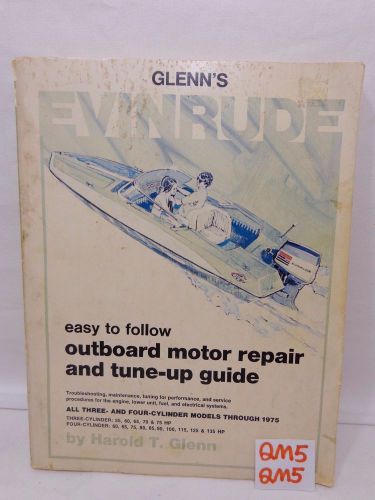 GLENN'S
EVINRUDE
easy to follow
outboard motor repair
and tune-up guide
Troubleshooting, maintenance, tuning for performance, and service
procedures for the engine, lower unit, fuel, and electrical systems.
ALL THREE- AND FOUR-CYLINDER MODELS THROUGH 1975
THREE-CYLINDER: 55, 60, 65, 70 & 75 HP
FOUR-CYLINDER: 60, 65, 75, 80, 85, 90, 100, 115, 125 & 135 HP
by Harold T. Glenn
QM5
QM5